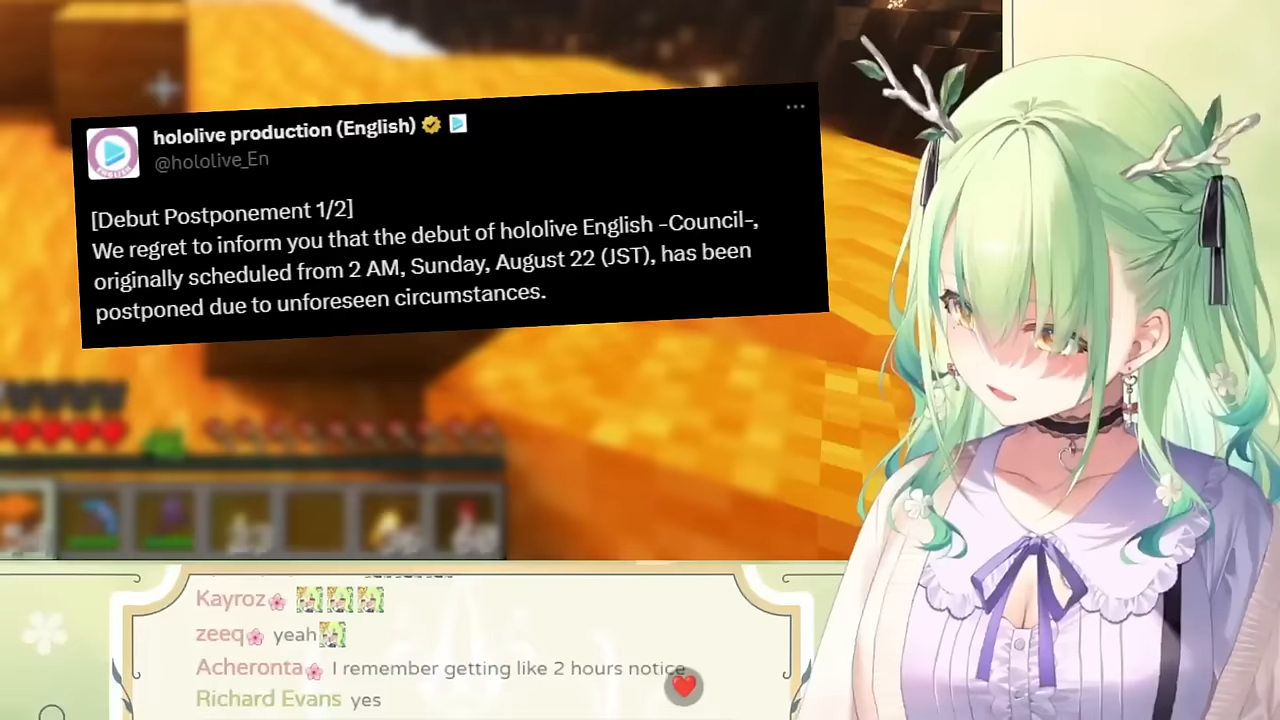 hololive production (English)
@hololive_En
[Debut Postponement 1/2]
We regret to inform you that the debut of hololive English -Council-,
originally scheduled from 2 AM, Sunday, August 22 (JST), has been
postponed due to unforeseen circumstances.
Kayroz
zeeq yeah
Acheronta I remember getting like 2 hours notice
Richard Evans yes